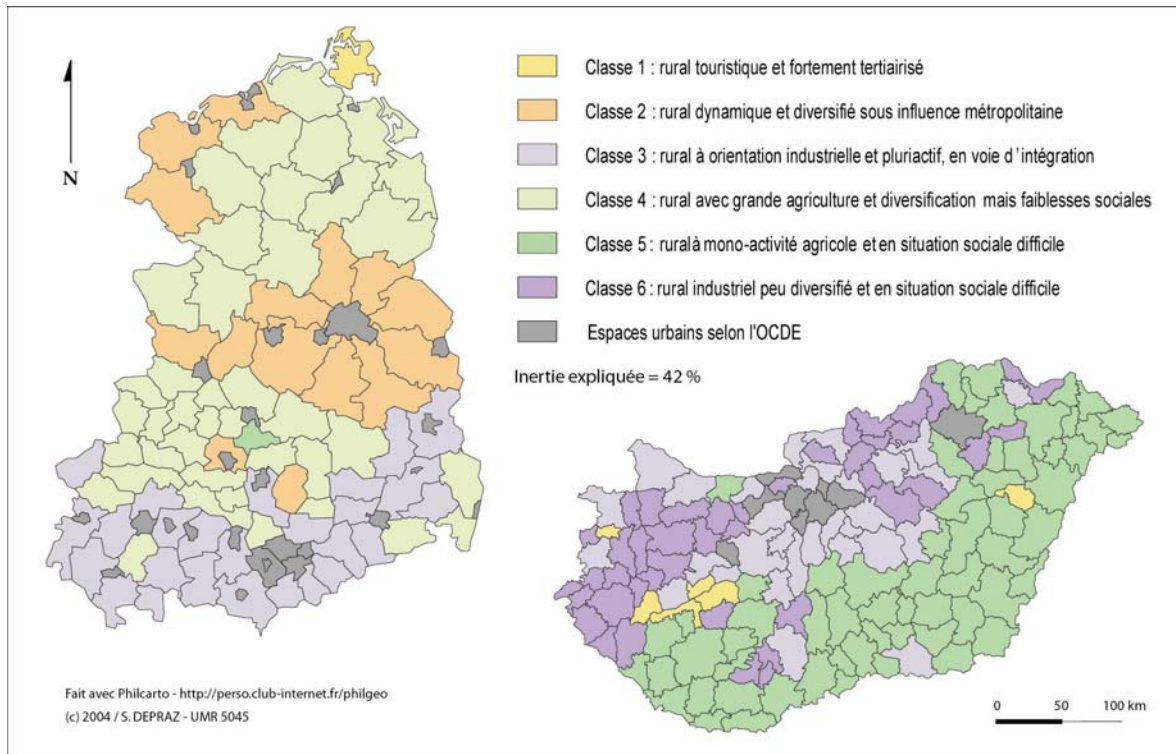 N
Classe 1 : rural touristique et fortement tertiairisé
Classe 2 : rural dynamique et diversifié sous influence métropolitaine
Classe 3 : rural à orientation industrielle et pluriactif, en voie d'intégration
Classe 4 : rural avec grande agriculture et diversification mais faiblesses sociales
Classe 5 : rural à mono-activité agricole et en situation sociale difficile
Classe 6 : rural industriel peu diversifié et en situation sociale difficile
Espaces urbains selon l'OCDE
Inertie expliquée = 42 %
Fait avec Philcarto - http://perso.club-internet.fr/philgeo
(c) 2004 / S. DEPRAZ - UMR 5045
0 50 100 km